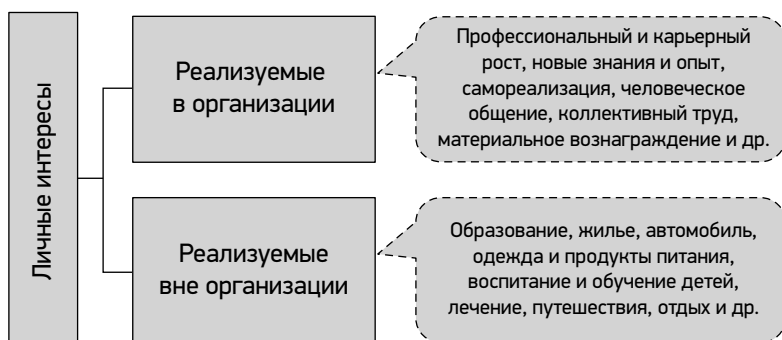 Личные интересы
Реализуемые
в организации
Профессиональный и карьерный
рост, новые знания и опыт,
самореализация, человеческое
общение, коллективный труд,
материальное вознаграждение и др.
Реализуемые
вне организации
Образование, жилье, автомобиль,
одежда и продукты питания,
воспитание и обучение детей,
лечение, путешествия, отдых и др.